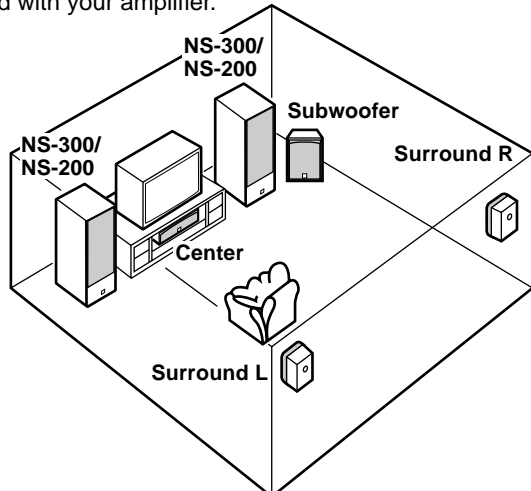 d with your amplifier.
NS-300/
NS-200
Subwoofer
NS-300/
NS-200
Surround R
Center
Surround L